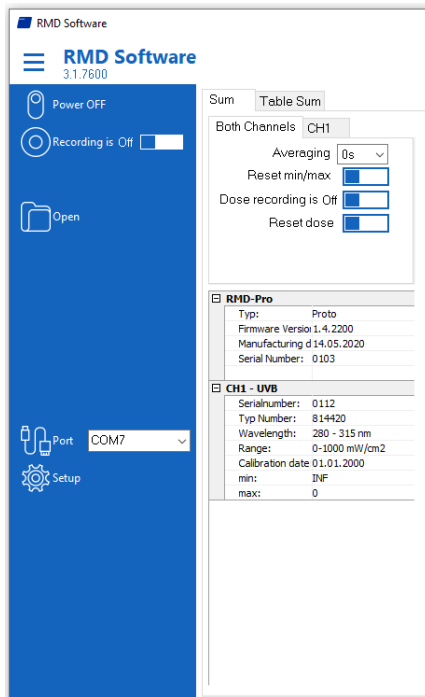 RMD Software
RMD Software
3.1.7600
Power OFF
Recording is Off
Open
Port COM7
Setup
Sum Table Sum
Both Channels CH1
Averaging 0s
Reset min/max
Dose recording is Off
Reset dose
RMD-Pro
Typ: Proto
Firmware Versio 1.4.2200
Manufacturing d 14.05.2020
Serial Number: 0103
CH1 - UVB
Serialnumber: 0112
Typ Number: 814420
Wavelength: 280 - 315 nm
Range: 0-1000 mW/cm2
Calibration date 01.01.2000
min: INF
max: 0